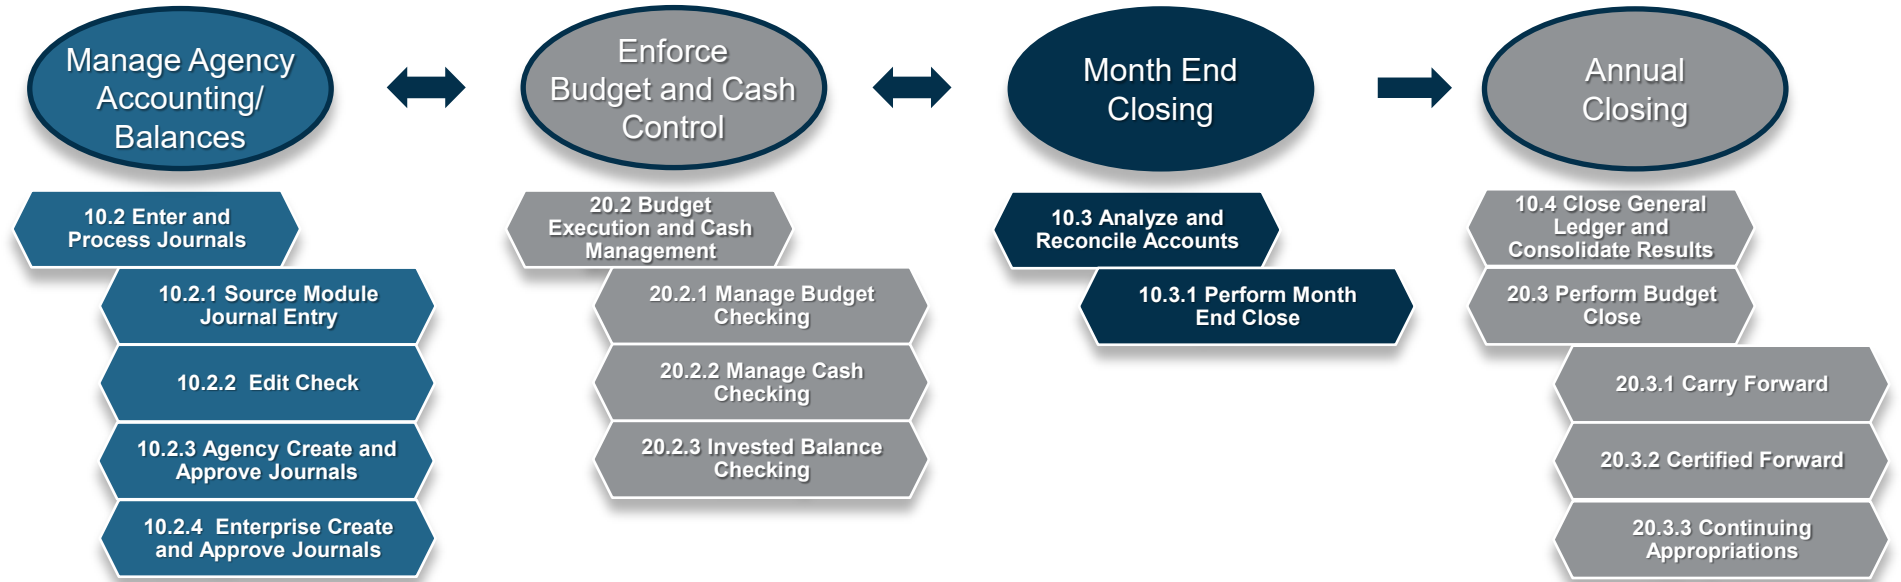 Manage Agency
Accounting/
Balances
Enforce
Budget and Cash
Control
Month End
Closing
Annual
Closing
10.2 Enter and
Process Journals
10.2.1 Source Module
Journal Entry
10.2.2 Edit Check
10.2.3 Agency Create and
Approve Journals
10.2.4 Enterprise Create
and Approve Journals
20.2 Budget
Execution and Cash
Management
20.2.1 Manage Budget
Checking
20.2.2 Manage Cash
Checking
20.2.3 Invested Balance
Checking
10.3 Analyze and
Reconcile Accounts
10.3.1 Perform Month
End Close
10.4 Close General
Ledger and
Consolidate Results
20.3 Perform Budget
Close
20.3.1 Carry Forward
20.3.2 Certified Forward
20.3.3 Continuing
Appropriations